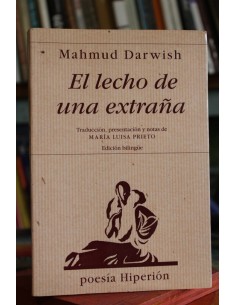 Mahmud Darwish
El lecho de
una extraña
Traducción, presentación y notas de
MARÍA LUISA PRIETO
Edición bilingüe
poesía Hiperión